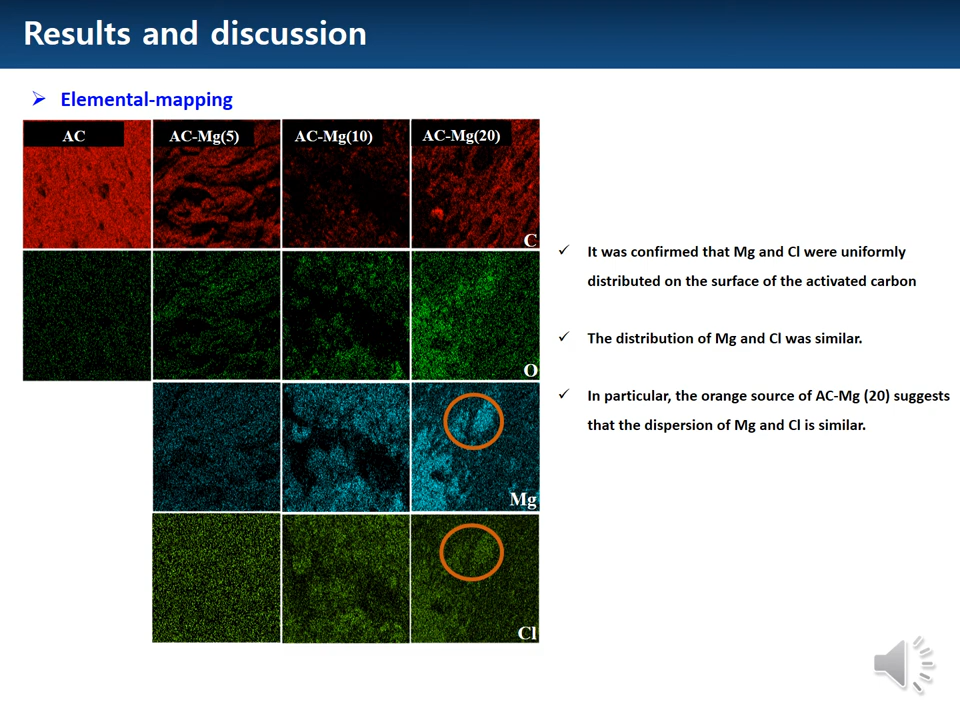 Results and discussion
Elemental-mapping
AC
AC-Mg(5)
AC-Mg(10)
AC-Mg(20)
C
O
Mg
Cl
It was confirmed that Mg and Cl were uniformly
distributed on the surface of the activated carbon
The distribution of Mg and Cl was similar.
In particular, the orange source of AC-Mg (20) suggests
that the dispersion of Mg and Cl is similar.